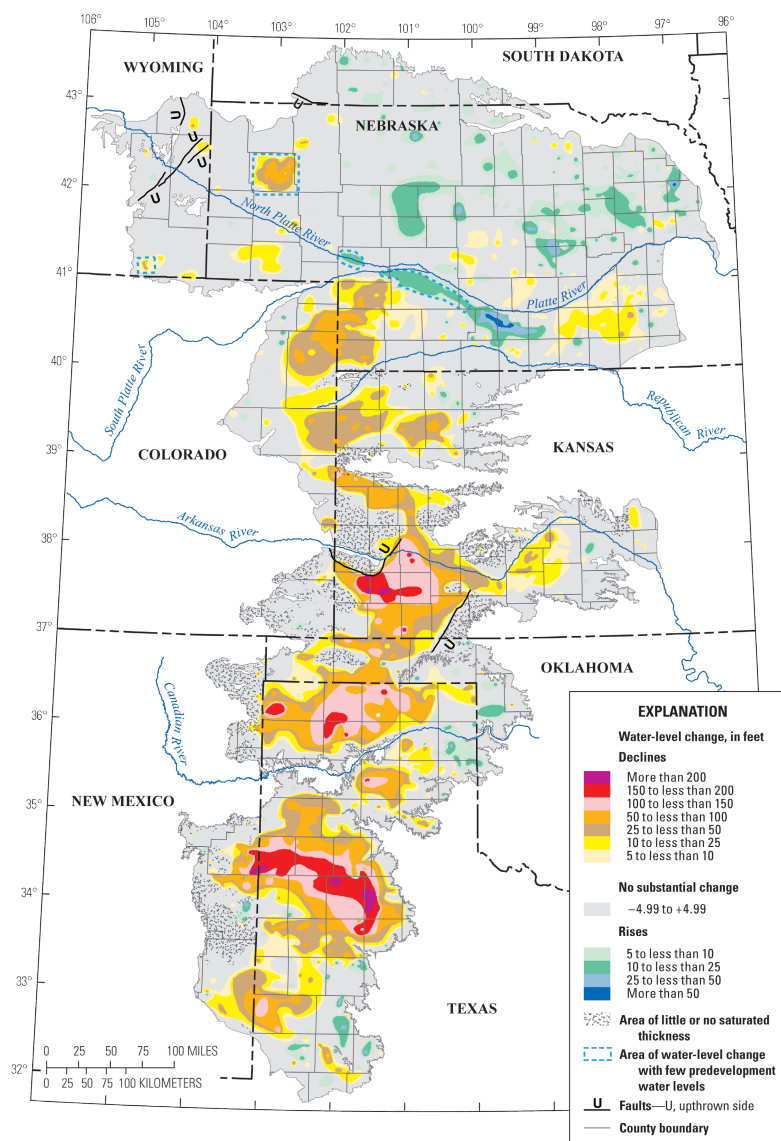 106°
105°
104°
103°
102°
101°
100°
99°
98°
97°
96°
WYOMING
SOUTH DAKOTA
43°
U
U
NEBRASKA
U
U
42°
U
North Platte River
41°
Platte River
South Platte River
40°
Republican River
39°
COLORADO
KANSAS
Arkansas River
38°
U
37°
U
OKLAHOMA
Canadian River
36°
35°
NEW MEXICO
34°
33°
TEXAS
32°
0 25 50 75 100 MILES
0 25 50 75 100 KILOMETERS
EXPLANATION
Water-level change, in feet
Declines
More than 200
150 to less than 200
100 to less than 150
50 to less than 100
25 to less than 50
10 to less than 25
5 to less than 10
No substantial change
−4.99 to +4.99
Rises
5 to less than 10
10 to less than 25
25 to less than 50
More than 50
Area of little or no saturated
thickness
Area of water-level change
with few predevelopment
water levels
U Faults—U, upthrown side
County boundary